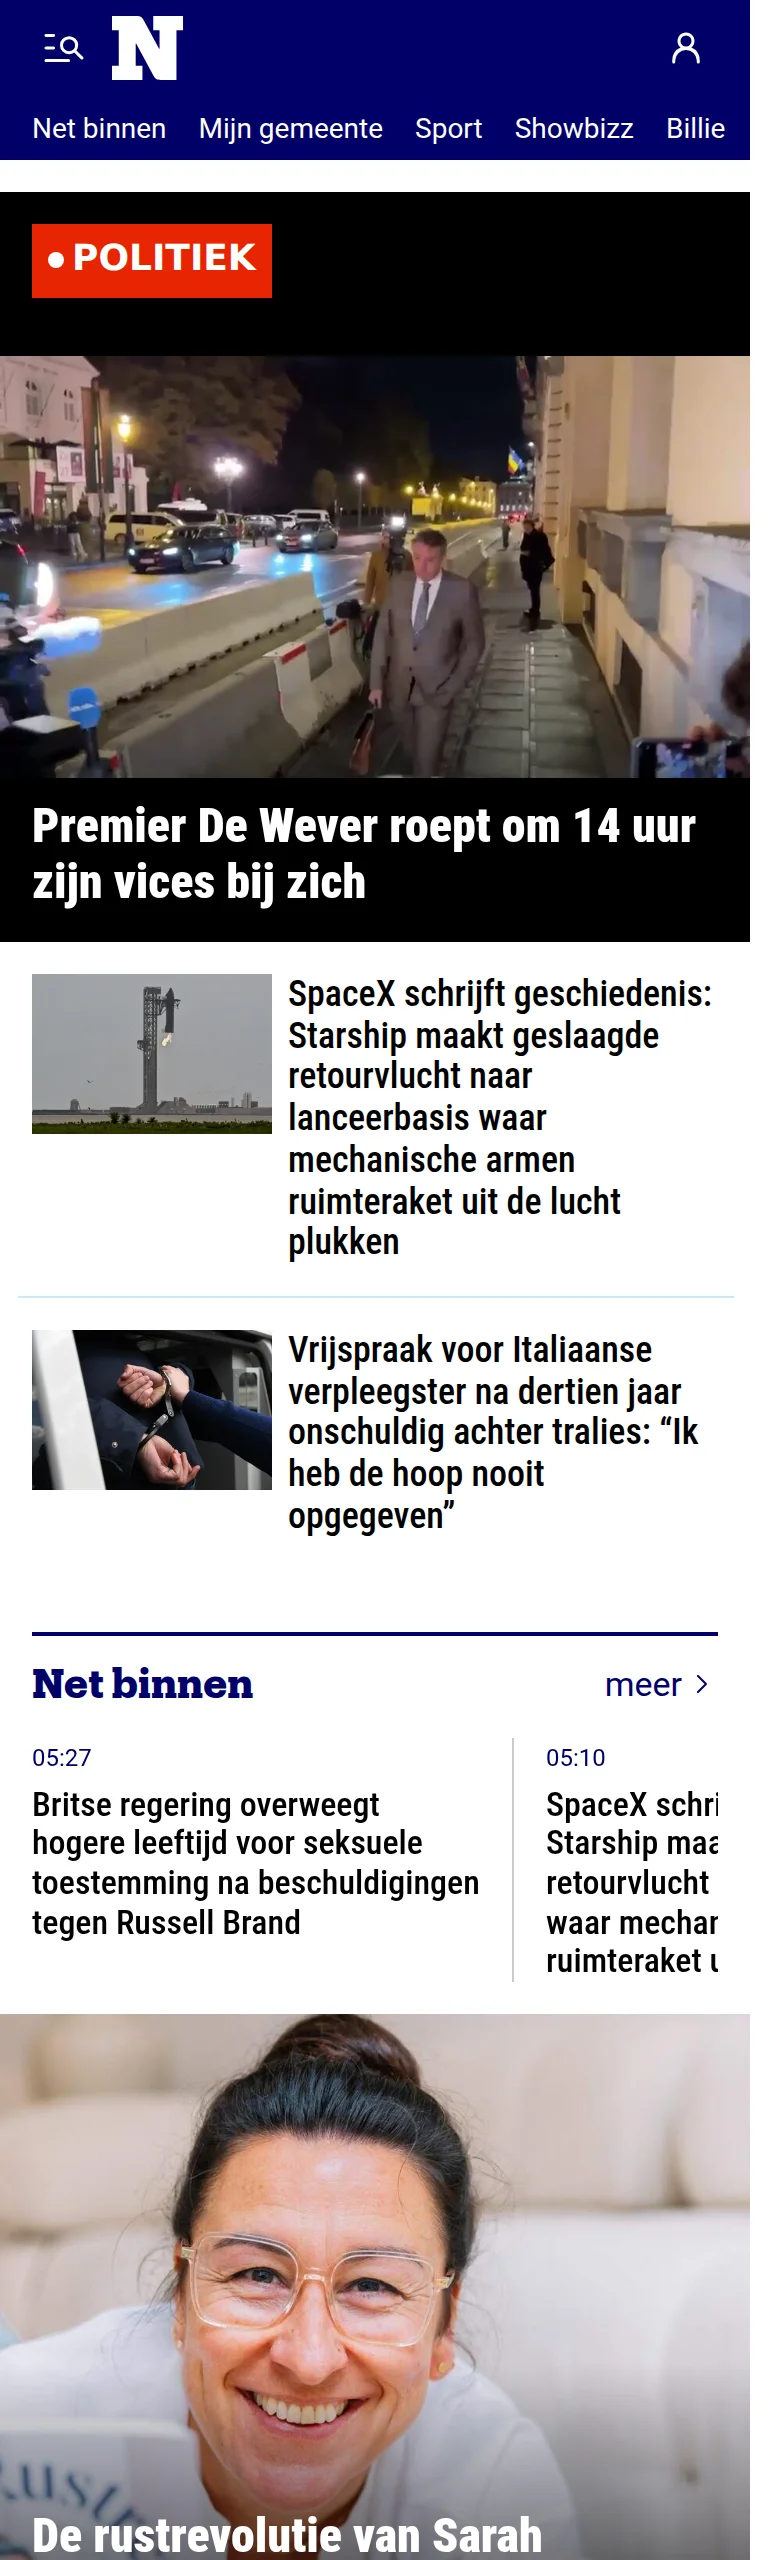 N
Net binnen Mijn gemeente Sport Showbizz Billie
POLITIEK
Premier De Wever roept om 14 uur
zijn vices bij zich
SpaceX schrijft geschiedenis:
Starship maakt geslaagde
retourvlucht naar
lanceerbasis waar
mechanische armen
ruimteraket uit de lucht
plukken
Vrijspraak voor Italiaanse
verpleegster na dertien jaar
onschuldig achter tralies: “Ik
heb de hoop nooit
opgegeven”
Net binnen
meer
05:27
Britse regering overweegt
hogere leeftijd voor seksuele
toestemming na beschuldigingen
tegen Russell Brand
05:10
SpaceX schri
Starship maa
retourvlucht
waar mechan
ruimteraket u
De rustrevolutie van Sarah